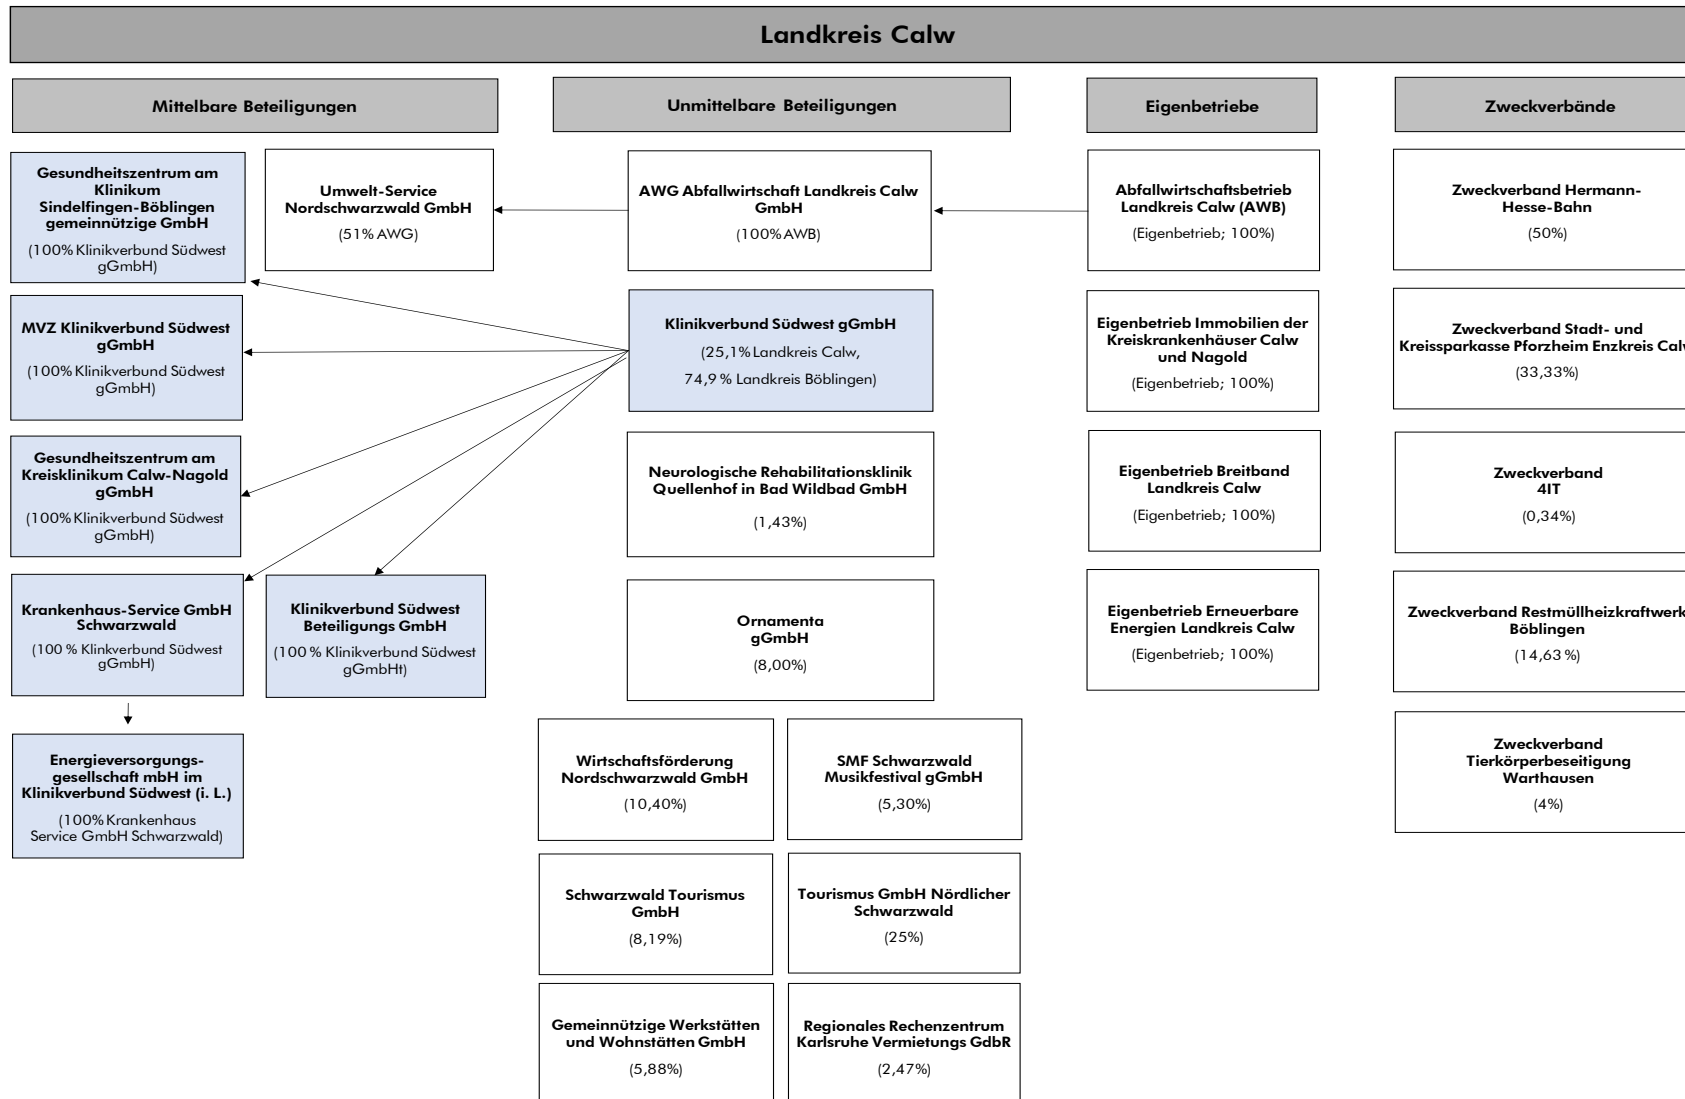 Landkreis Calw
Mittelbare Beteiligungen
Unmittelbare Beteiligungen
Eigenbetriebe
Zweckverbände
Gesundheitszentrum am
Klinikum
Sindelfingen-Böblingen
gemeinnützige GmbH
(100% Klinikverbund Südwest
gGmbH)
Umwelt-Service
Nordschwarzwald GmbH
(51% AWG)
AWG Abfallwirtschaft Landkreis Calw
GmbH
(100% AWB)
Abfallwirtschaftsbetrieb
Landkreis Calw (AWB)
(Eigenbetrieb; 100%)
Zweckverband Hermann-
Hesse-Bahn
(50%)
MVZ Klinikverbund Südwest
gGmbH
(100% Klinikverbund Südwest
gGmbH)
Klinikverbund Südwest gGmbH
(25,1% Landkreis Calw,
74,9 % Landkreis Böblingen)
Eigenbetrieb Immobilien der
Kreiskrankenhäuser Calw
und Nagold
(Eigenbetrieb; 100%)
Zweckverband Stadt- und
Kreissparkasse Pforzheim Enzkreis Calw
(33,33%)
Gesundheitszentrum am
Kreisklinikum Calw-Nagold
gGmbH
(100% Klinikverbund Südwest
gGmbH)
Neurologische Rehabilitationsklinik
Quellenhof in Bad Wildbad GmbH
(1,43%)
Eigenbetrieb Breitband
Landkreis Calw
(Eigenbetrieb; 100%)
Zweckverband
4IT
(0,34%)
Krankenhaus-Service GmbH
Schwarzwald
(100 % Klinkverbund Südwest
gGmbH)
Klinikverbund Südwest
Beteiligungs GmbH
(100 % Klinikverbund Südwest
gGmbHt)
Ornamenta
gGmbH
(8,00%)
Eigenbetrieb Erneuerbare
Energien Landkreis Calw
(Eigenbetrieb; 100%)
Zweckverband Restmüllheizkraftwerk
Böblingen
(14,63 %)
Energieversorgungs-
gesellschaft mbH im
Klinikverbund Südwest (i. L.)
(100% Krankenhaus
Service GmbH Schwarzwald)
Wirtschaftsförderung
Nordschwarzwald GmbH
(10,40%)
SMF Schwarzwald
Musikfestival gGmbH
(5,30%)
Zweckverband
Tierkörperbeseitigung
Warthausen
(4%)
Schwarzwald Tourismus
GmbH
(8,19%)
Tourismus GmbH Nördlicher
Schwarzwald
(25%)
Gemeinnützige Werkstätten
und Wohnstätten GmbH
(5,88%)
Regionales Rechenzentrum
Karlsruhe Vermietungs GdbR
(2,47%)